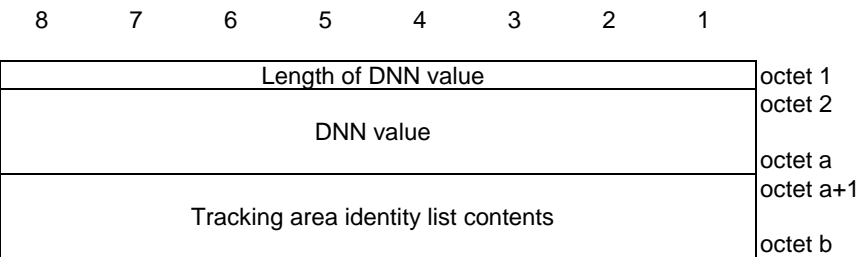 8 7 6 5 4 3 2 1
Length of DNN value octet 1
octet 2
DNN value
octet a
octet a+1
Tracking area identity list contents
octet b